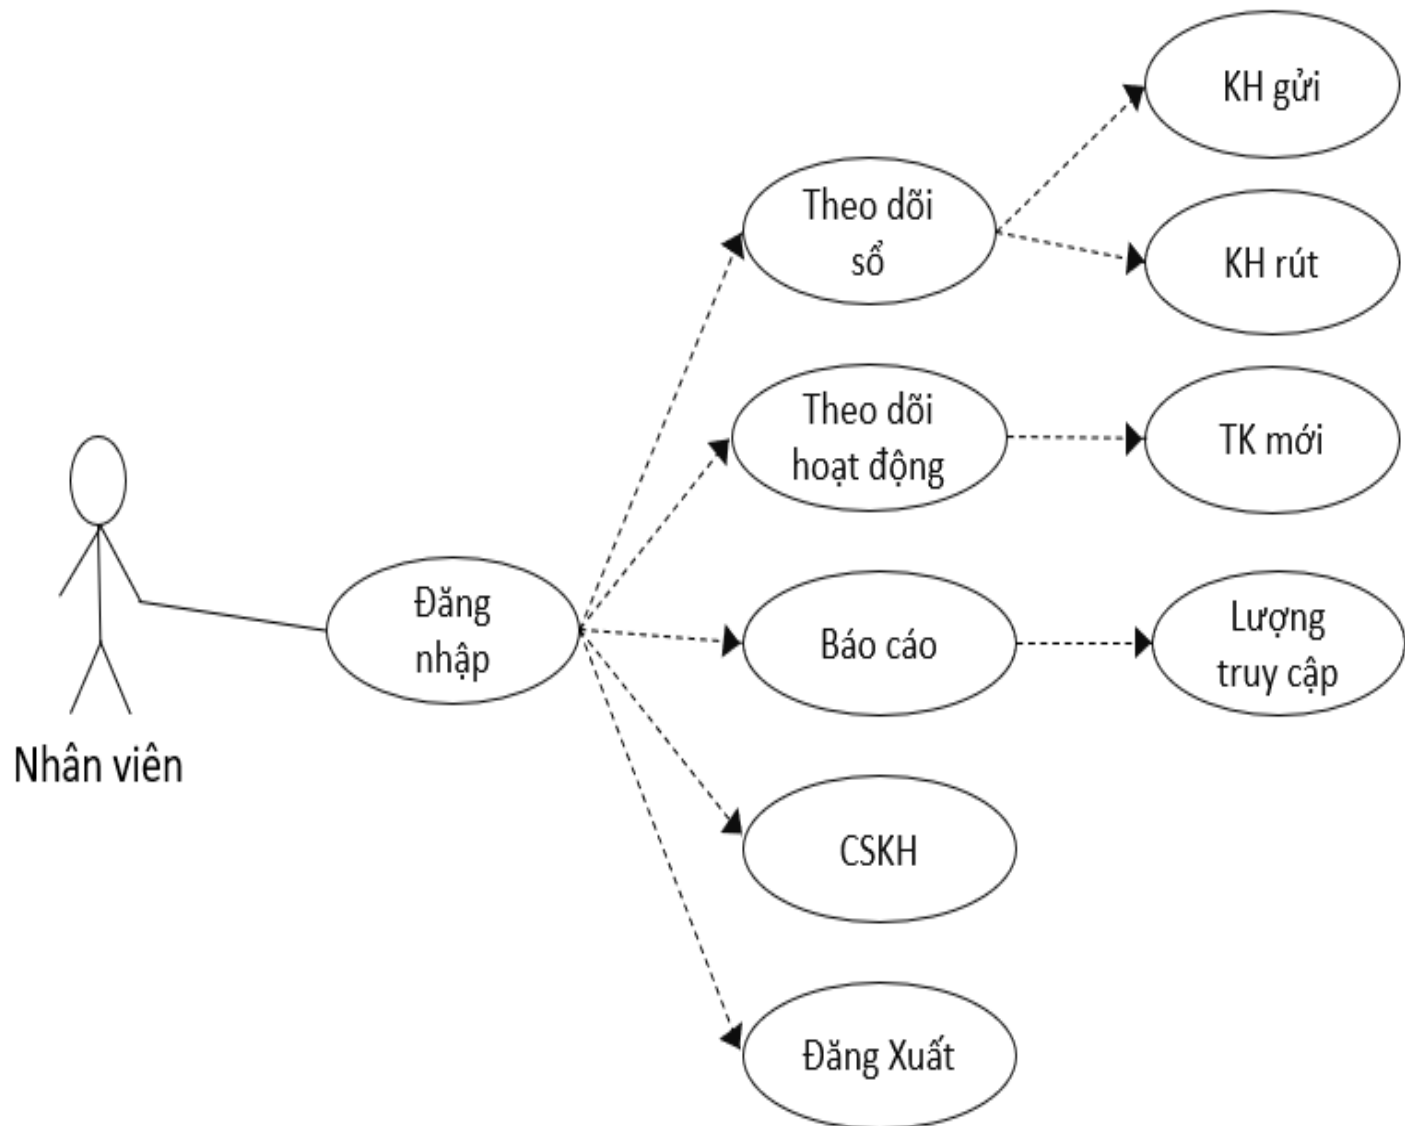 KH gửi
Theo dõi
sổ
KH rút
Theo dõi
hoạt động
TK mới
Đăng
nhập
Báo cáo
Lượng
truy cập
Nhân viên
CSKH
Đăng Xuất